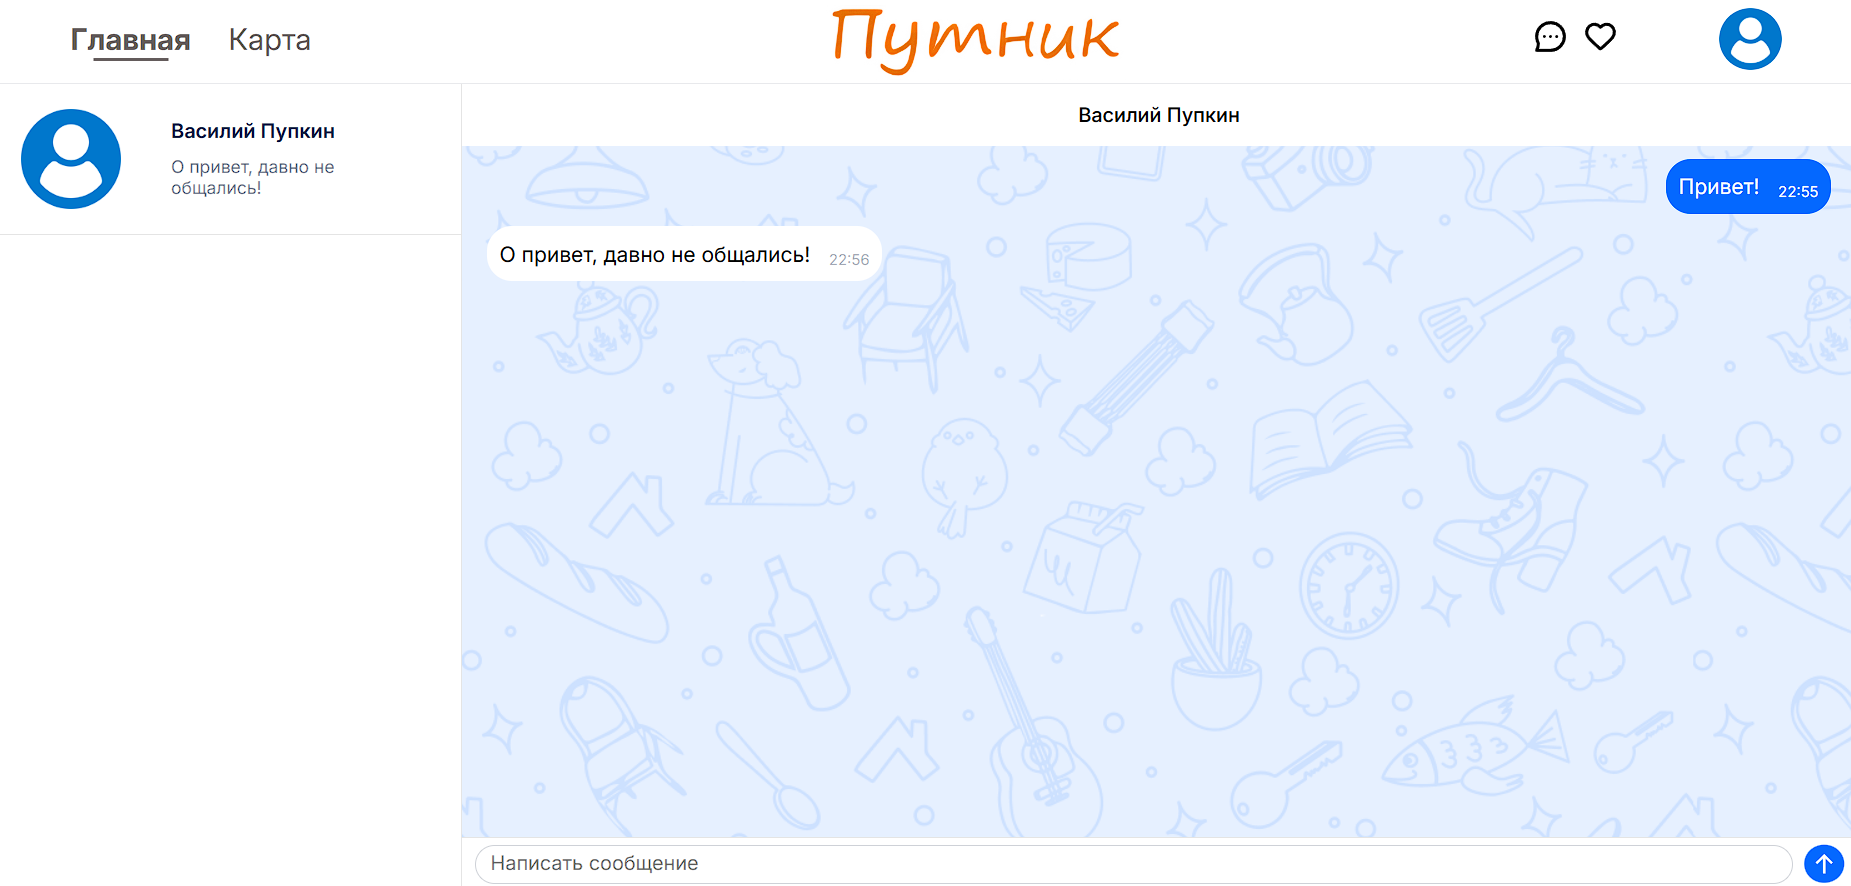 Главная Карта Путник
Василий Пупкин
О привет, давно не
общались!
Василий Пупкин
Привет! 22:55
О привет, давно не общались! 22:56
Написать сообщение